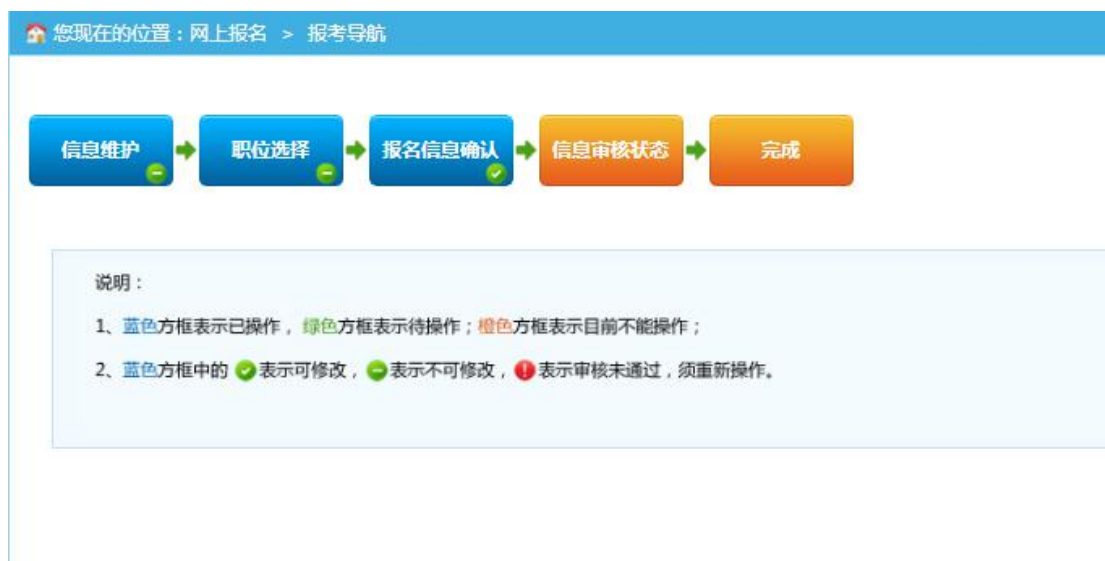 您现在的位置：网上报名 > 报考导航
信息维护 职位选择 报名信息确认 信息审核状态 完成
说明：
1、蓝色方框表示已操作，绿色方框表示待操作；橙色方框表示目前不能操作；
2、蓝色方框中的 表示可修改， 表示不可修改， 表示审核未通过，须重新操作。